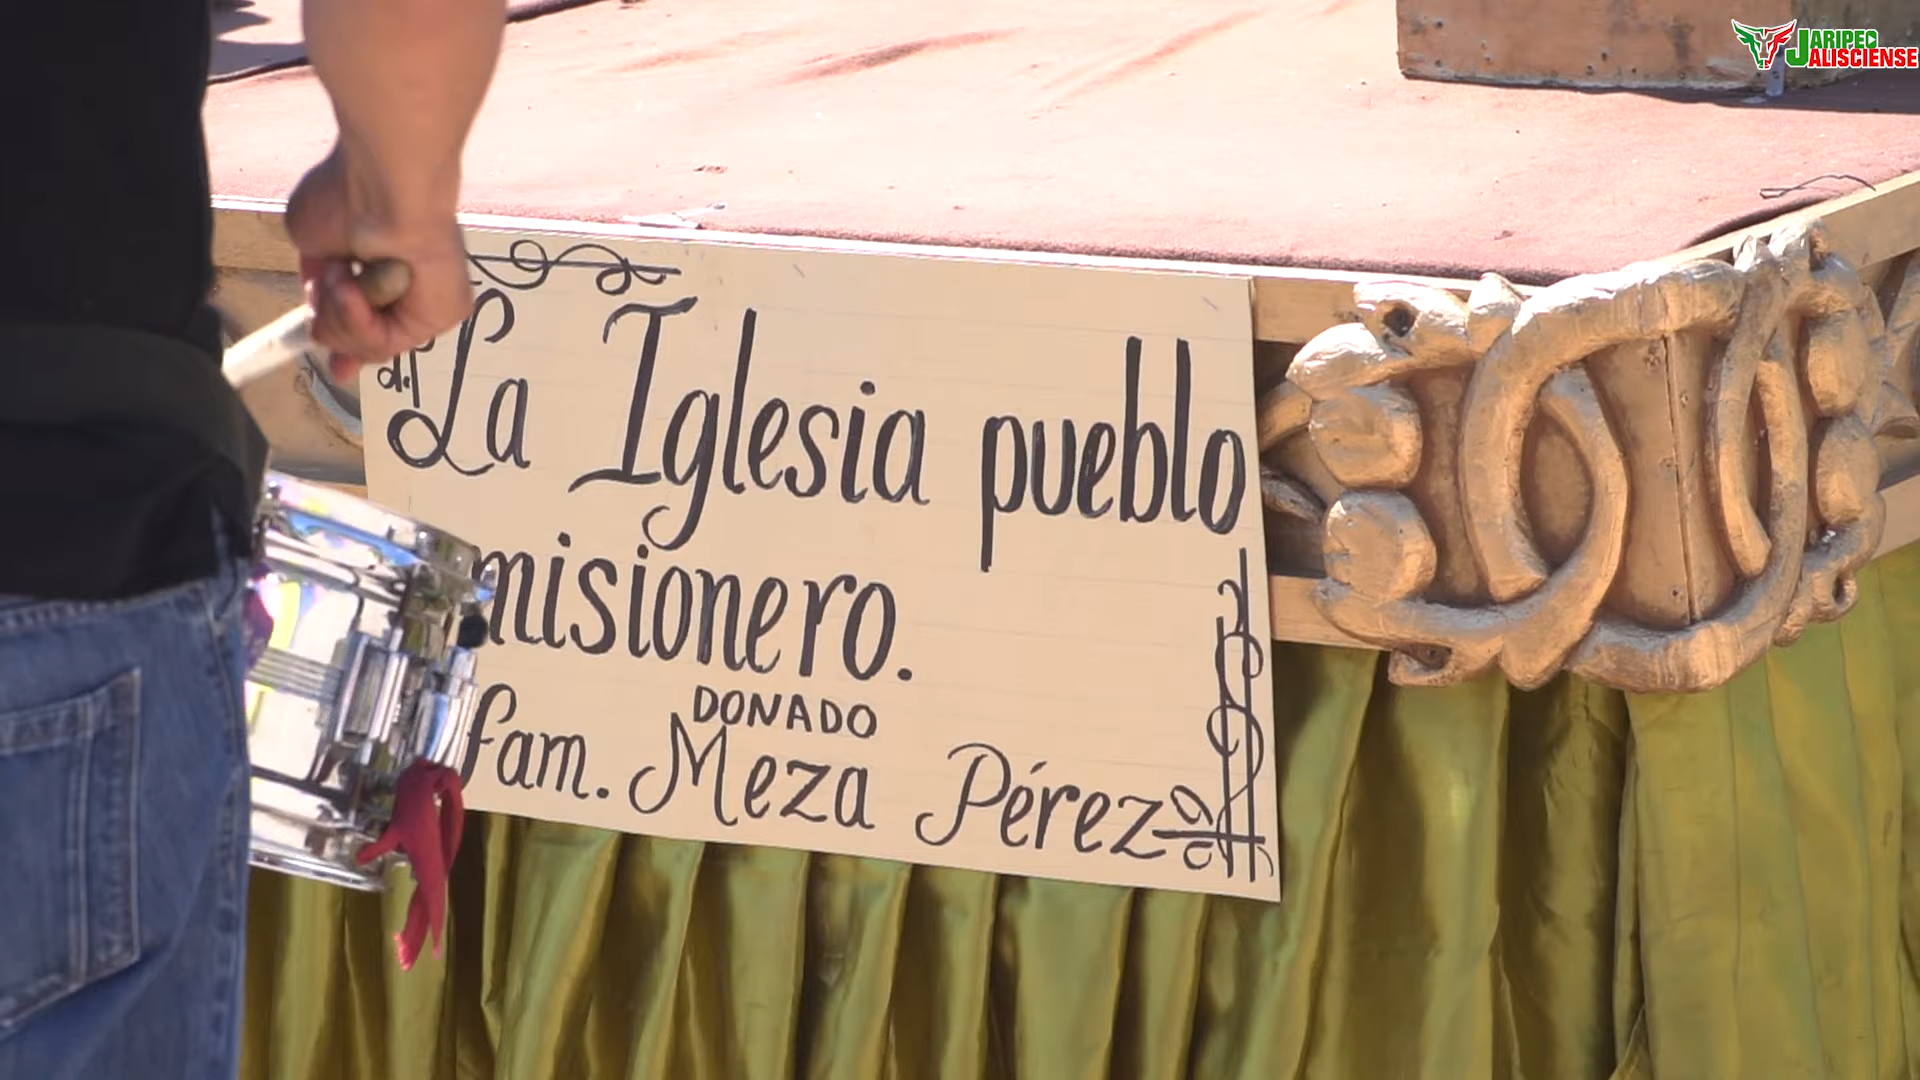 JARIPEO
JALISCIENSE
La Iglesia pueblo
misionero.
DONADO
fam. Meza Pérez